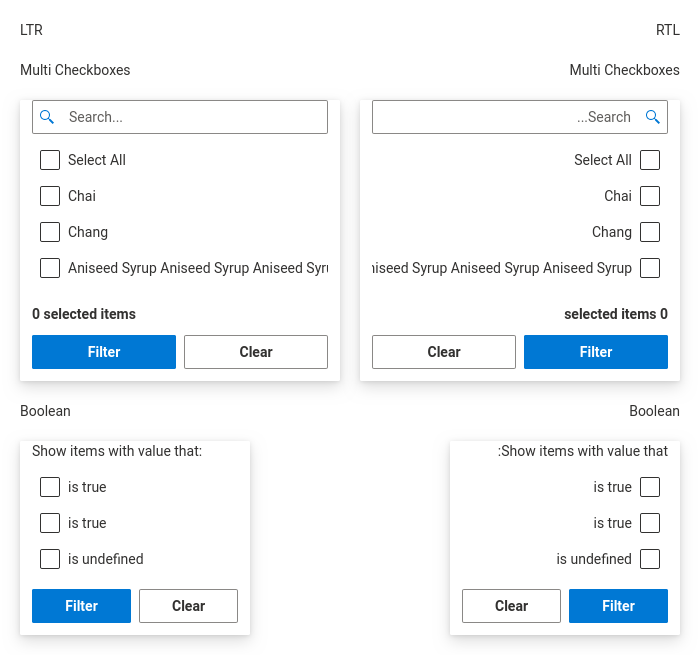 LTR
Multi Checkboxes
Search...
Select All
Chai
Chang
Aniseed Syrup Aniseed Syrup Aniseed Syru
0 selected items
Filter Clear
Boolean
Show items with value that:
is true
is true
is undefined
Filter Clear
RTL
Multi Checkboxes
...Search
Select All
Chai
Chang
niseed Syrup Aniseed Syrup Aniseed Syrup
selected items 0
Clear Filter
Boolean
:Show items with value that
is true
is true
is undefined
Clear Filter